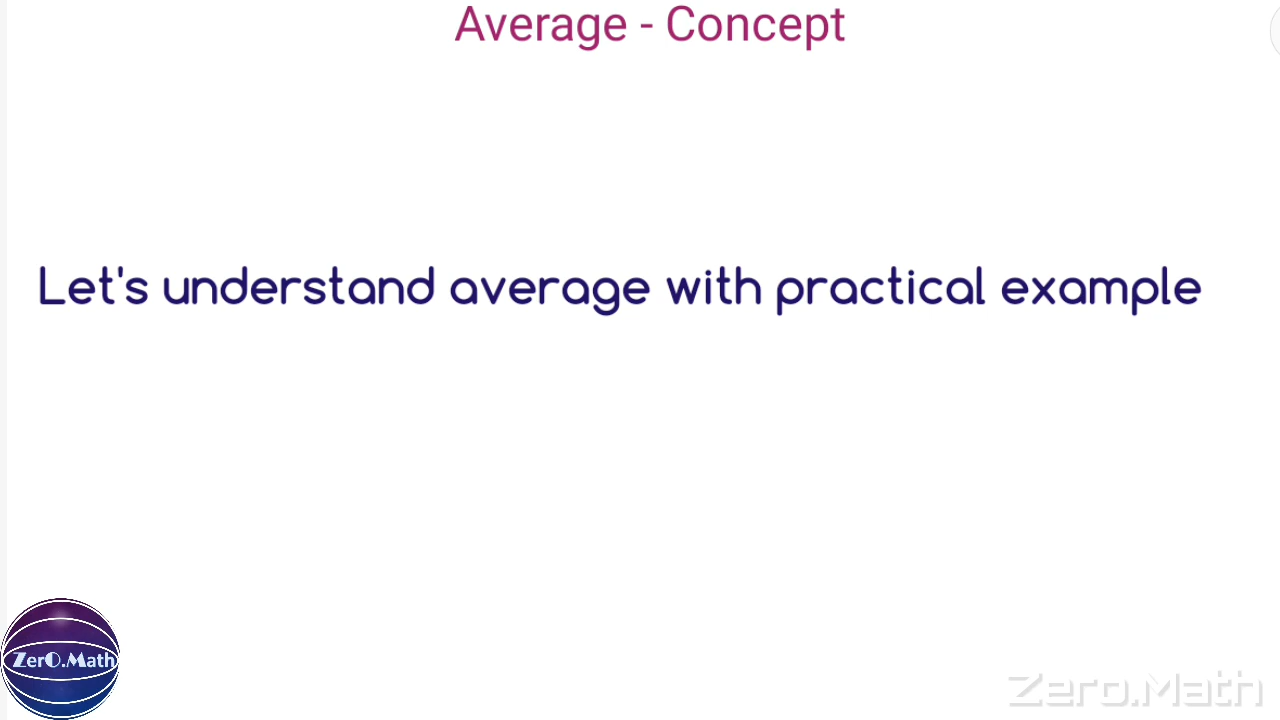 Average - Concept
Let's understand average with practical example
ZerO.Math
Zero.Math